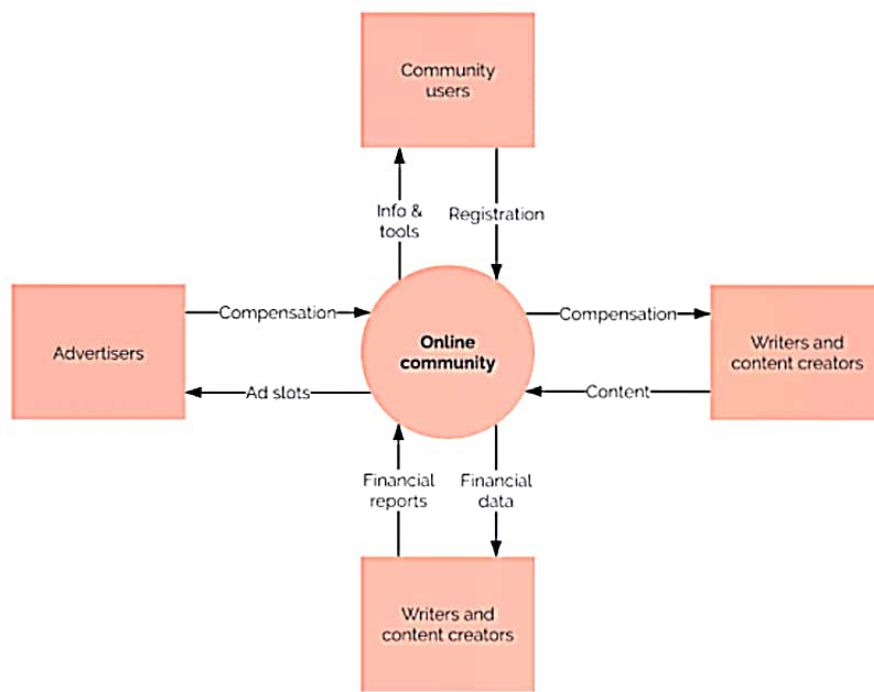 Community
users
Info &
tools
Registration
Compensation
Compensation
Advertisers
Online
community
Writers and
content creators
Ad slots
Content
Financial
reports
Financial
data
Writers and
content creators